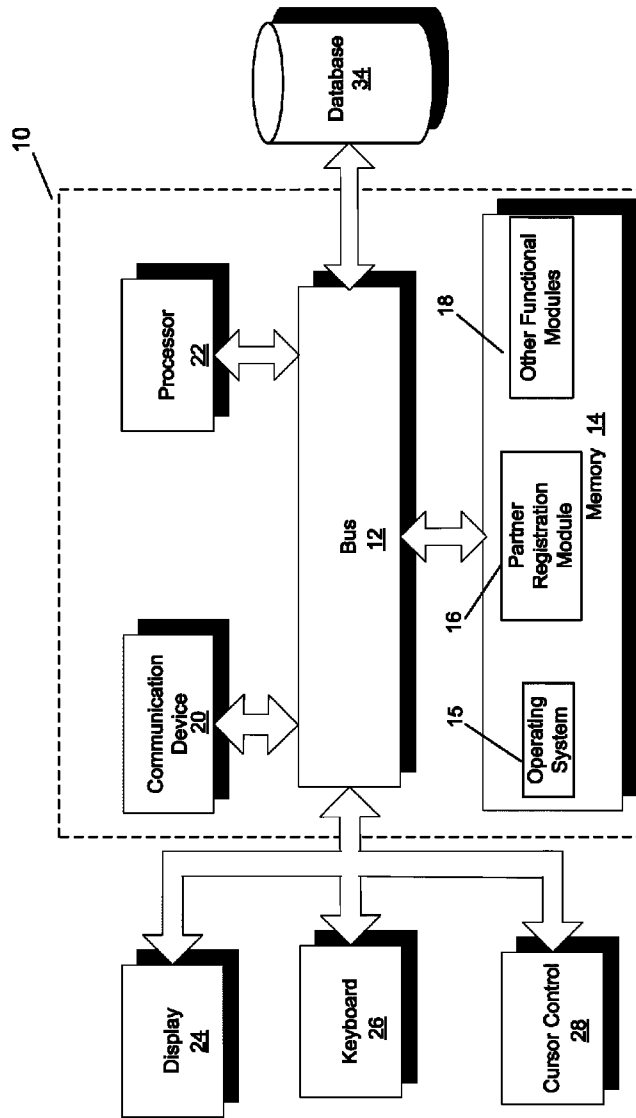 10
Communication
Device
20
Processor
22
Display
24
Keyboard
26
Cursor Control
28
Bus
12
Database
34
15
Operating
System
16
Partner
Registration
Module
18
Other Functional
Modules
Memory 14